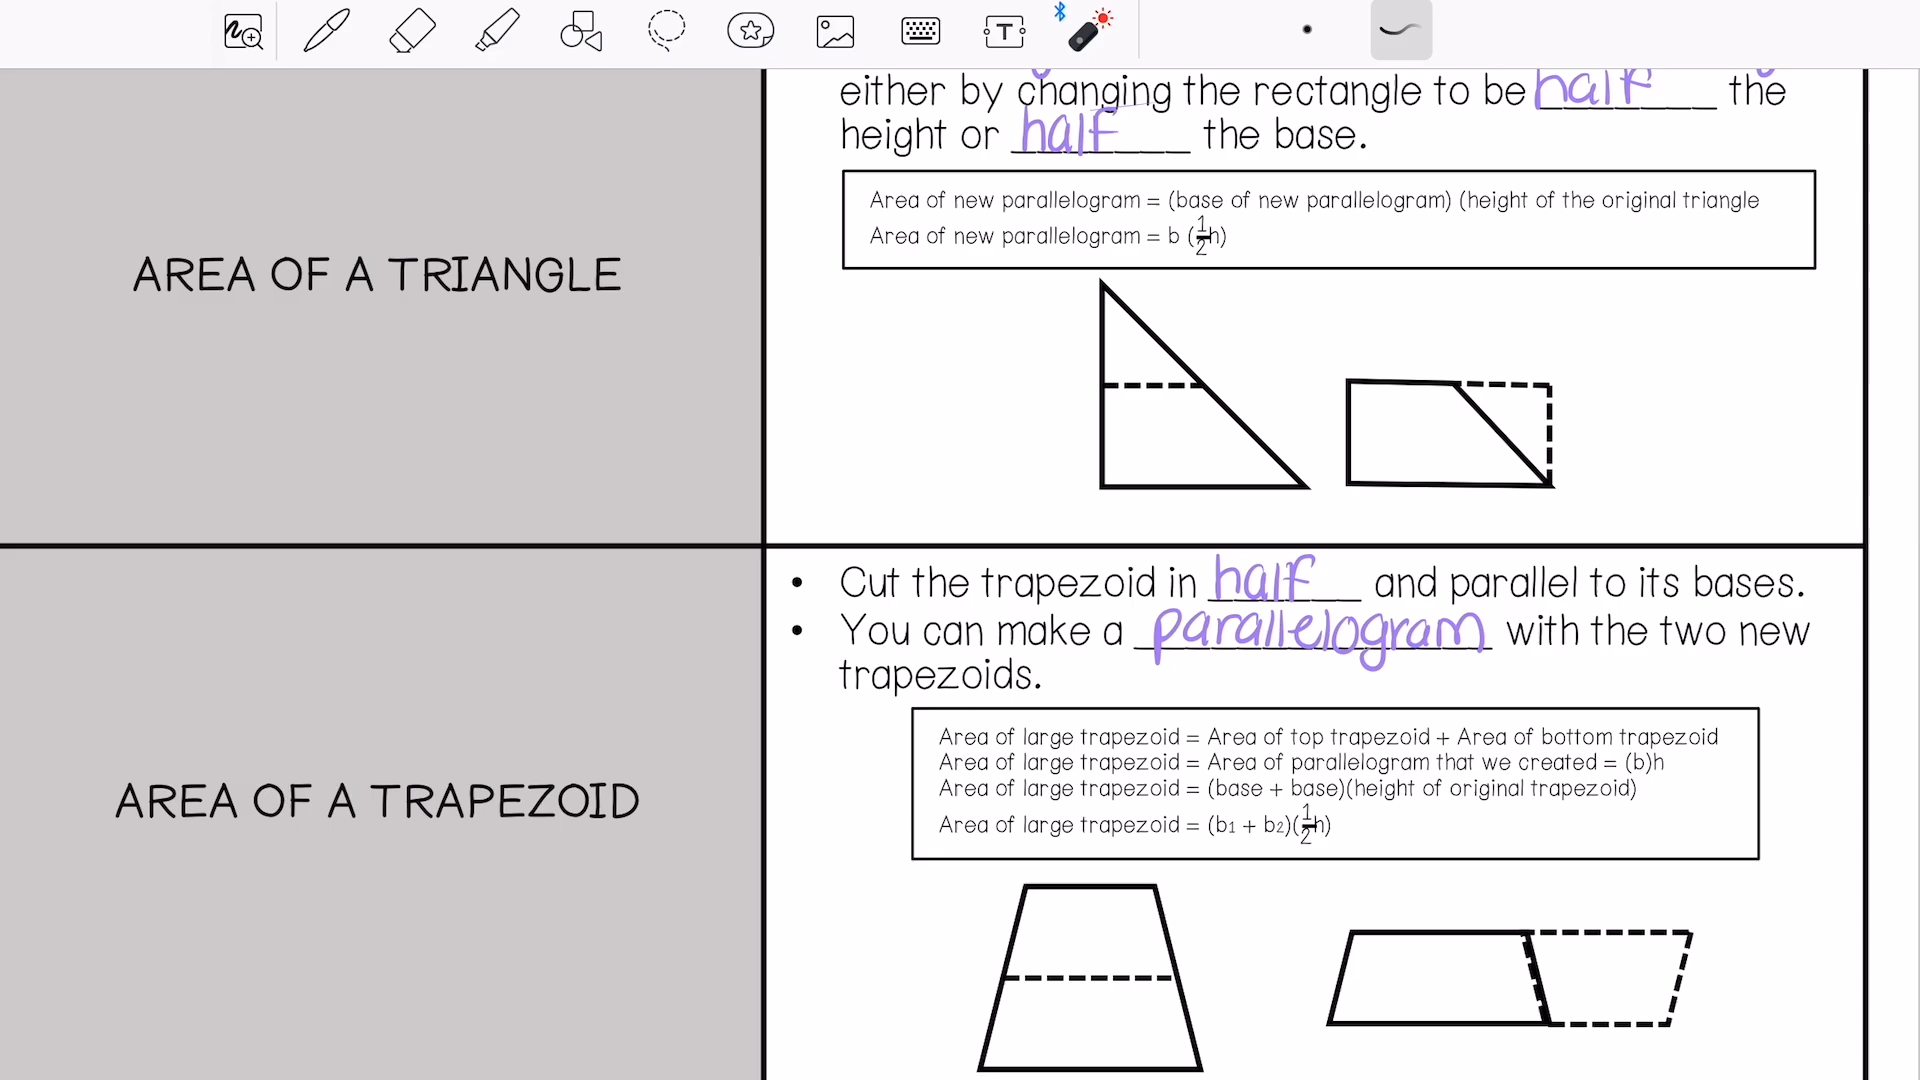 either by changing the rectangle to be half the
height or half the base.
Area of new parallelogram = (base of new parallelogram) (height of the original triangle
Area of new parallelogram = b (1/2h)
AREA OF A TRIANGLE
• Cut the trapezoid in half and parallel to its bases.
• You can make a parallelogram with the two new
trapezoids.
Area of large trapezoid = Area of top trapezoid + Area of bottom trapezoid
Area of large trapezoid = Area of parallelogram that we created = (b)h
Area of large trapezoid = (base + base)(height of original trapezoid)
Area of large trapezoid = (b1 + b2)(1/2h)
AREA OF A TRAPEZOID